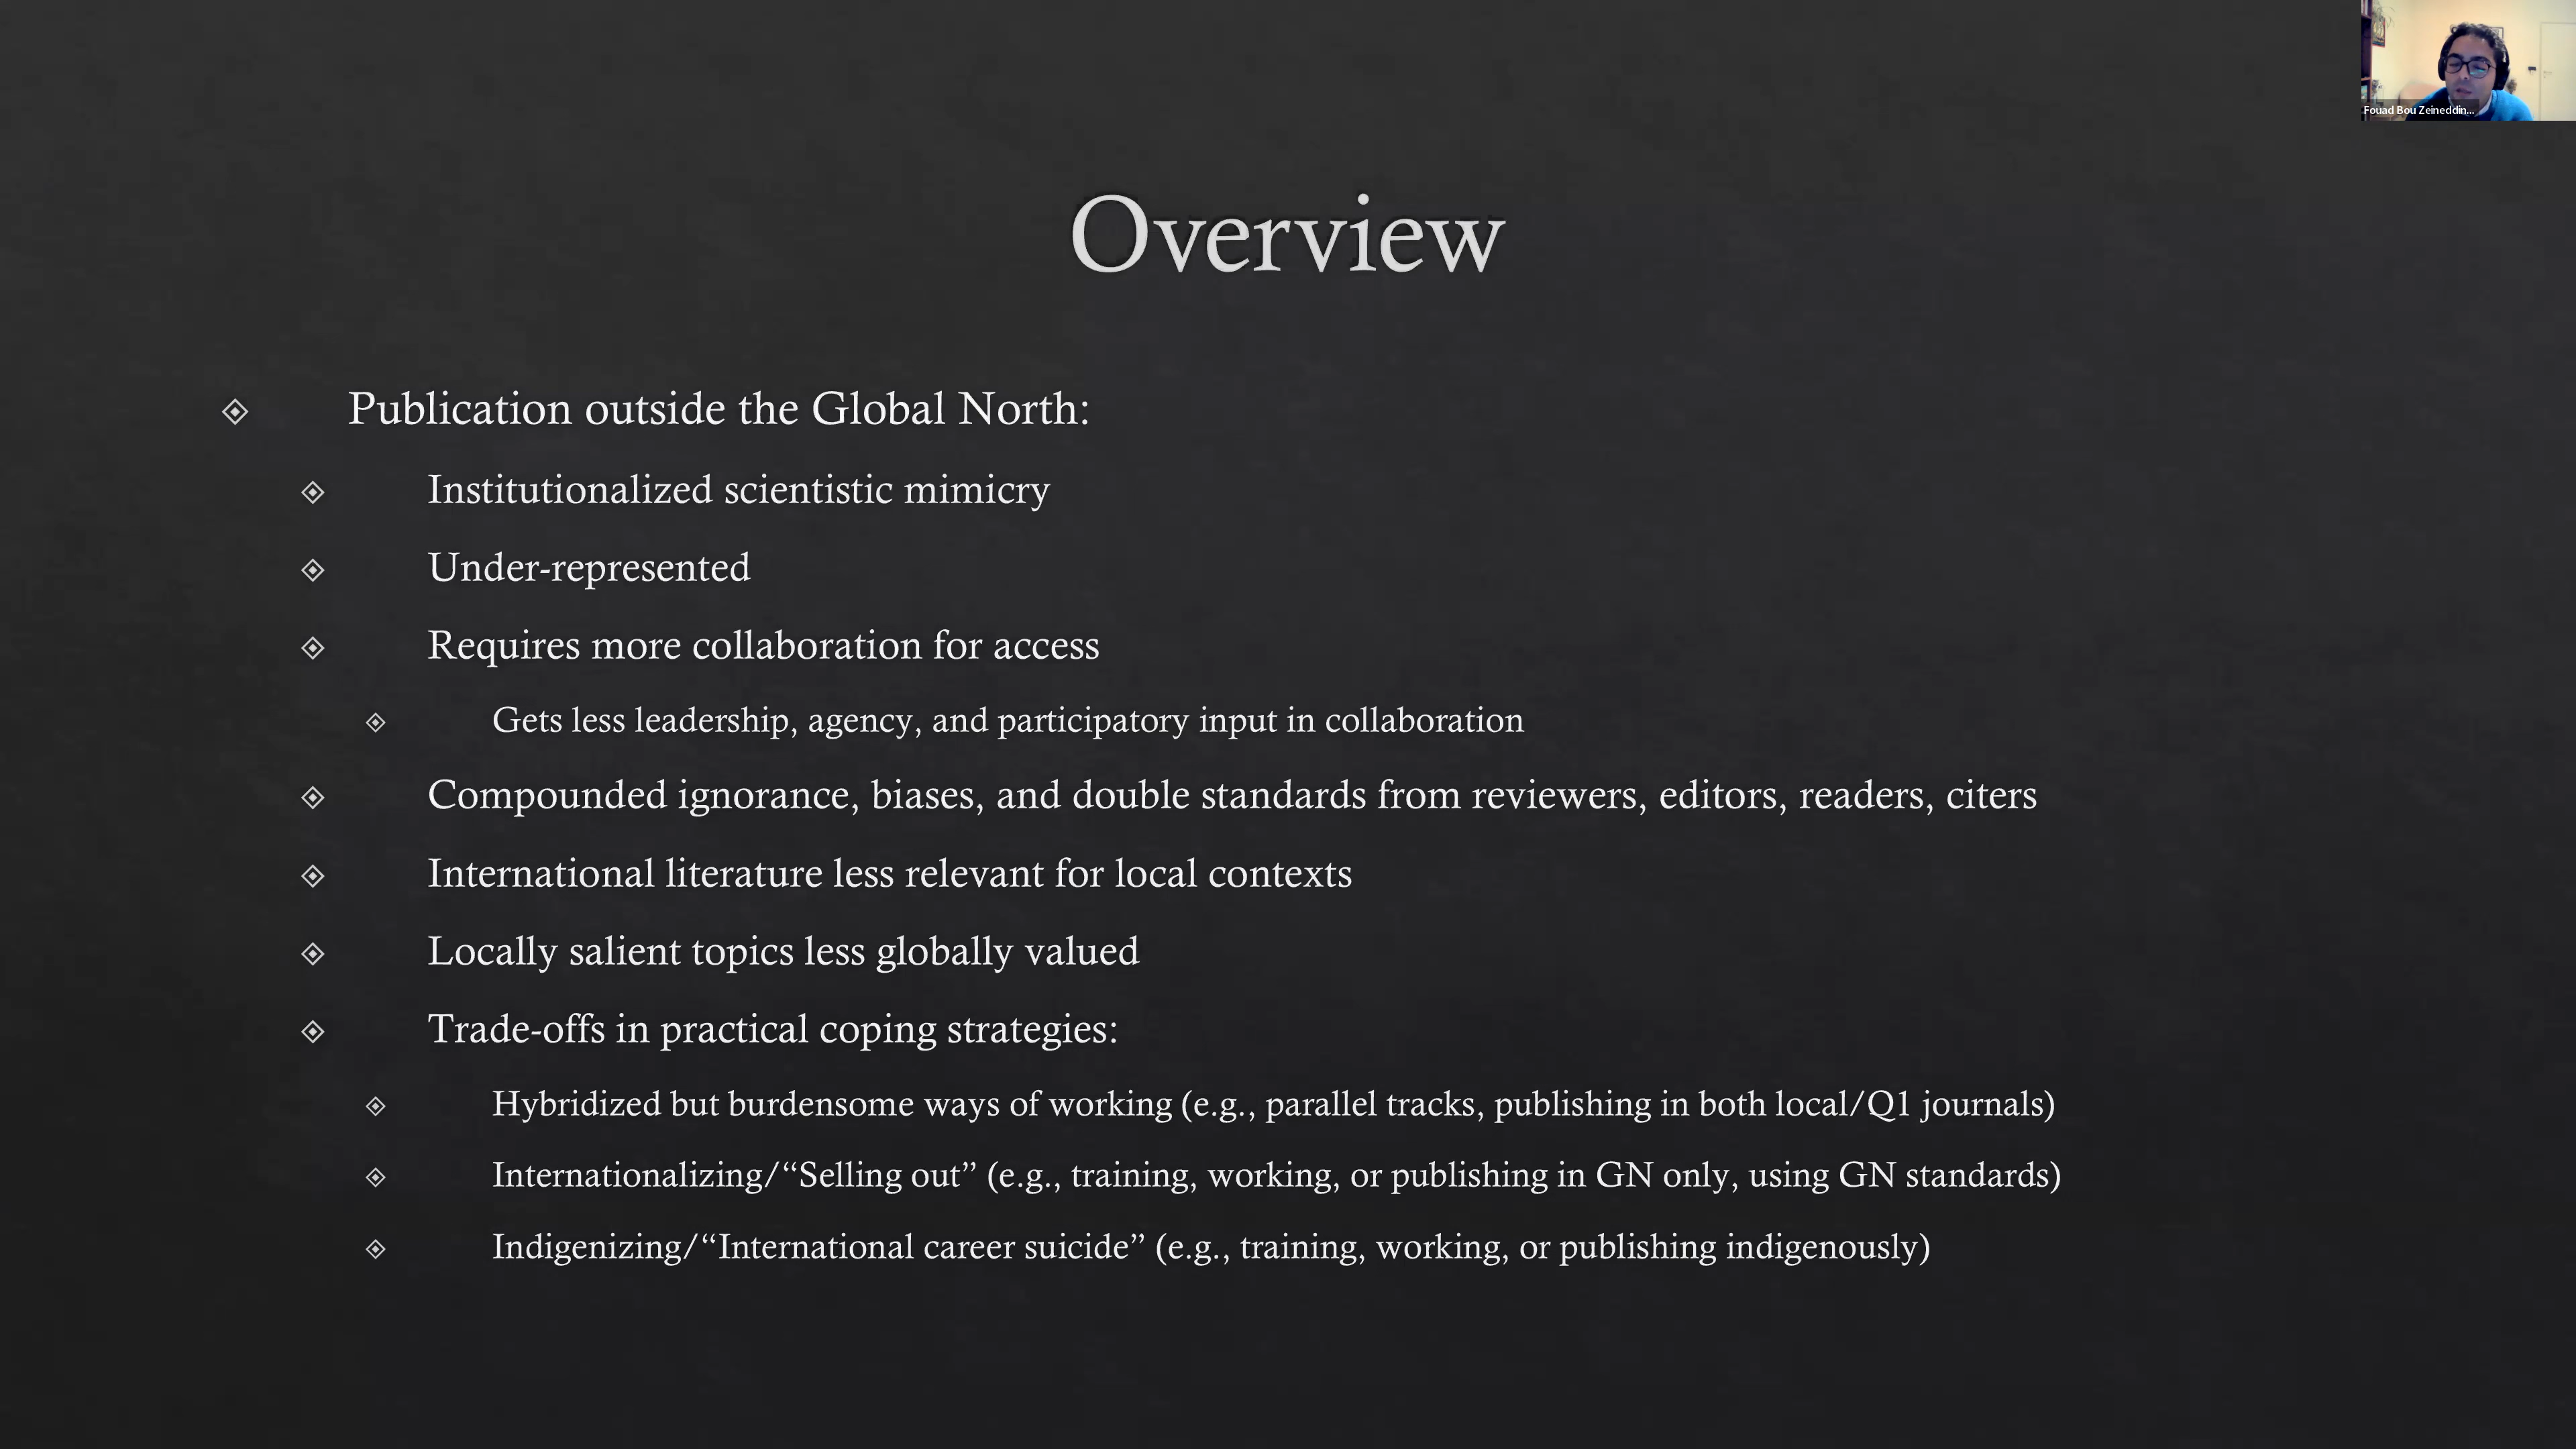 Fouad Bou Zeineddin...
Overview
Publication outside the Global North:
Institutionalized scientistic mimicry
Under-represented
Requires more collaboration for access
Gets less leadership, agency, and participatory input in collaboration
Compounded ignorance, biases, and double standards from reviewers, editors, readers, citers
International literature less relevant for local contexts
Locally salient topics less globally valued
Trade-offs in practical coping strategies:
Hybridized but burdensome ways of working (e.g., parallel tracks, publishing in both local/Q1 journals)
Internationalizing/“Selling out” (e.g., training, working, or publishing in GN only, using GN standards)
Indigenizing/“International career suicide” (e.g., training, working, or publishing indigenously)